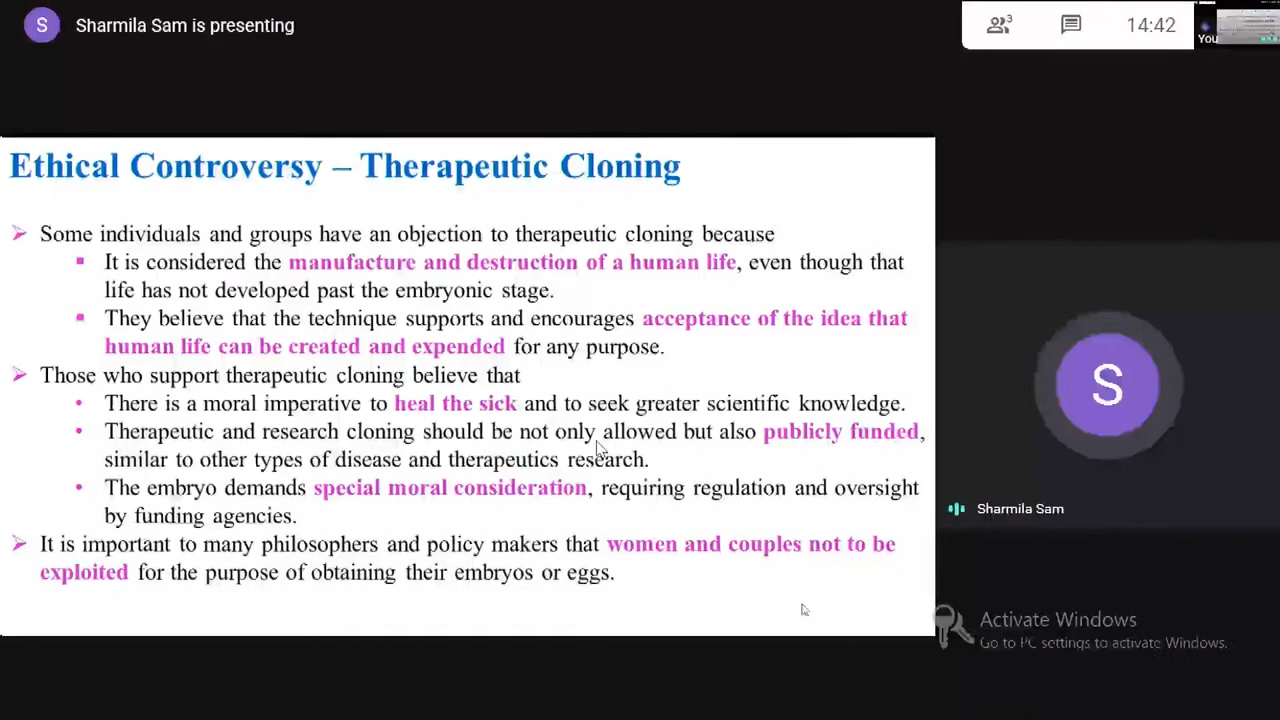 S Sharmila Sam is presenting
3
14:42
You
Ethical Controversy – Therapeutic Cloning
Some individuals and groups have an objection to therapeutic cloning because
It is considered the manufacture and destruction of a human life, even though that
life has not developed past the embryonic stage.
They believe that the technique supports and encourages acceptance of the idea that
human life can be created and expended for any purpose.
Those who support therapeutic cloning believe that
There is a moral imperative to heal the sick and to seek greater scientific knowledge.
Therapeutic and research cloning should be not only allowed but also publicly funded,
similar to other types of disease and therapeutics research.
The embryo demands special moral consideration, requiring regulation and oversight
by funding agencies.
It is important to many philosophers and policy makers that women and couples not to be
exploited for the purpose of obtaining their embryos or eggs.
S
Sharmila Sam
Activate Windows
Go to PC settings to activate Windows.